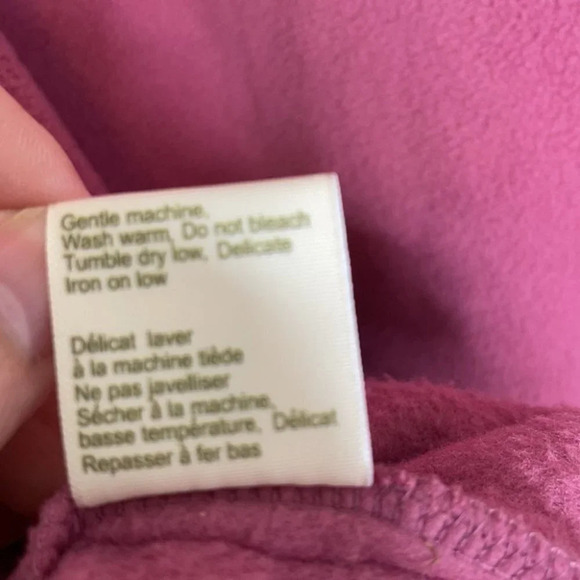 Gentle machine.
Wash warm, Do not bleach
Tumble dry low, Delicate
Iron on low
Délicat laver
à la machine tiède
Ne pas javelliser
Sécher à la machine,
basse température, Délicat
Repasser à fer bas